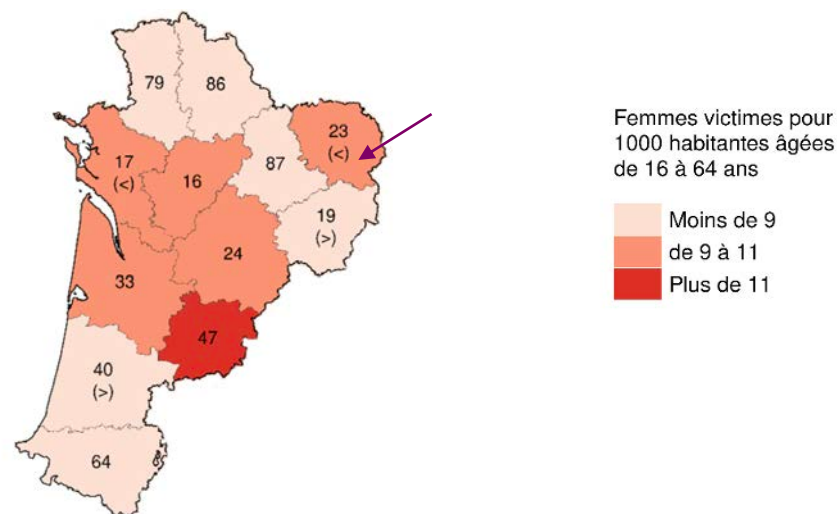 79
86
23
(<)
17
(<)
16
87
19
(>)
24
33
47
40
(>)
64
Femmes victimes pour
1000 habitantes âgées
de 16 à 64 ans
Moins de 9
de 9 à 11
Plus de 11